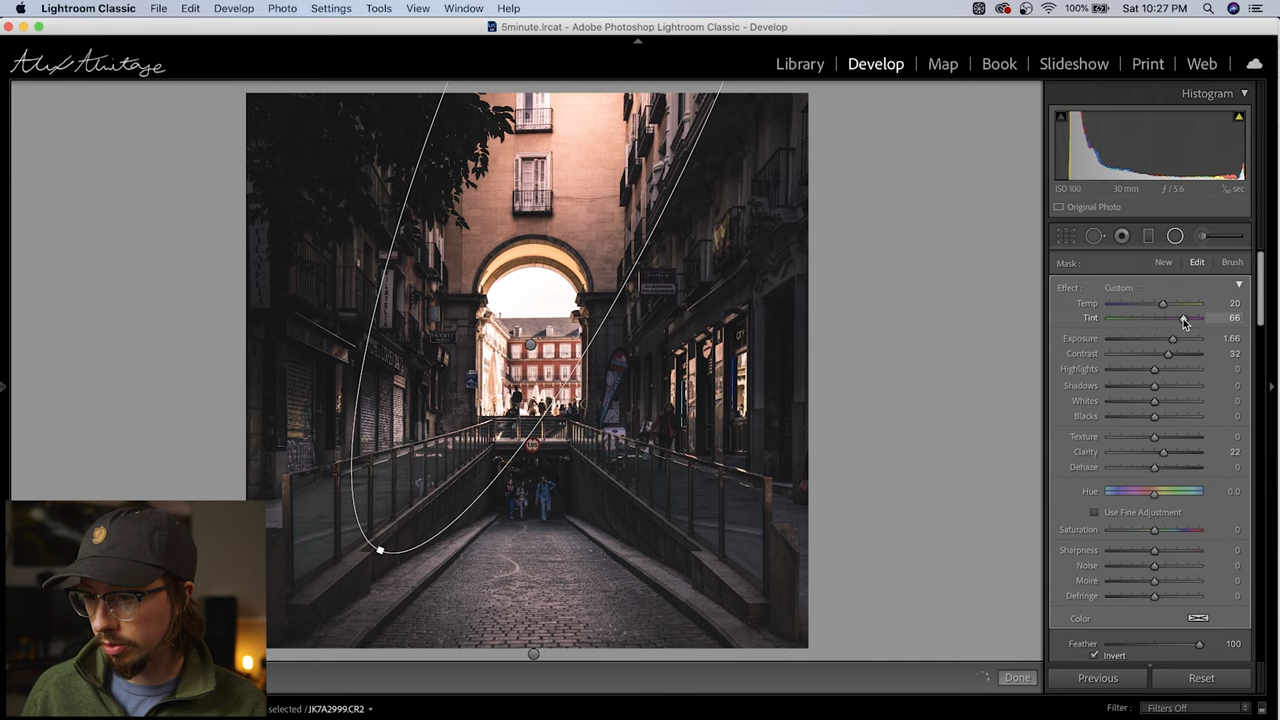 Lightroom Classic File Edit Develop Photo Settings Tools View Window Help 100% Sat 10:27 PM
5minute.lrcat - Adobe Photoshop Lightroom Classic - Develop
Alex Armitage
Library Develop Map Book Slideshow Print Web
Histogram
ISO 100 30 mm ƒ / 5.6 sec
Original Photo
Mask : New Edit Brush
Effect : Custom
Temp 20
Tint 66
Exposure 1.66
Contrast 32
Highlights 0
Shadows 0
Whites 0
Blacks 0
Texture 0
Clarity 22
Dehaze 0
Hue 0.0
Use Fine Adjustment
Saturation 0
Sharpness 0
Noise 0
Moiré 0
Defringe 0
Color
Feather 100
Invert
Done
Previous Reset
selected / JK7A2999.CR2
Filter : Filters Off